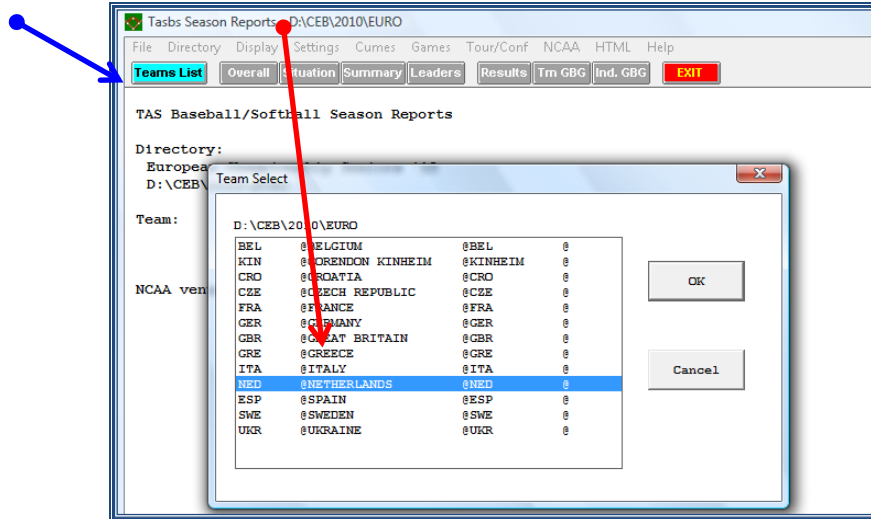 Tasbs Season Reports - D:\CEB\2010\EURO
File Directory Display Settings Cumes Games Tour/Conf NCAA HTML Help
Teams List Overall Situation Summary Leaders Results Tm GBG Ind. GBG EXIT
TAS Baseball/Softball Season Reports
Directory:
European
D:\CEB\
Team:
NCAA ven
Team Select
D:\CEB\2010\EURO
BEL @BELGIUM @BEL @
KIN @CORENDON KINHEIM @KINHEIM @
CRO @CROATIA @CRO @
CZE @CZECH REPUBLIC @CZE @
FRA @FRANCE @FRA @
GER @GERMANY @GER @
GBR @GREAT BRITAIN @GBR @
GRE @GREECE @GRE @
ITA @ITALY @ITA @
NED @NETHERLANDS @NED @
ESP @SPAIN @ESP @
SWE @SWEDEN @SWE @
UKR @UKRAINE @UKR @
OK
Cancel